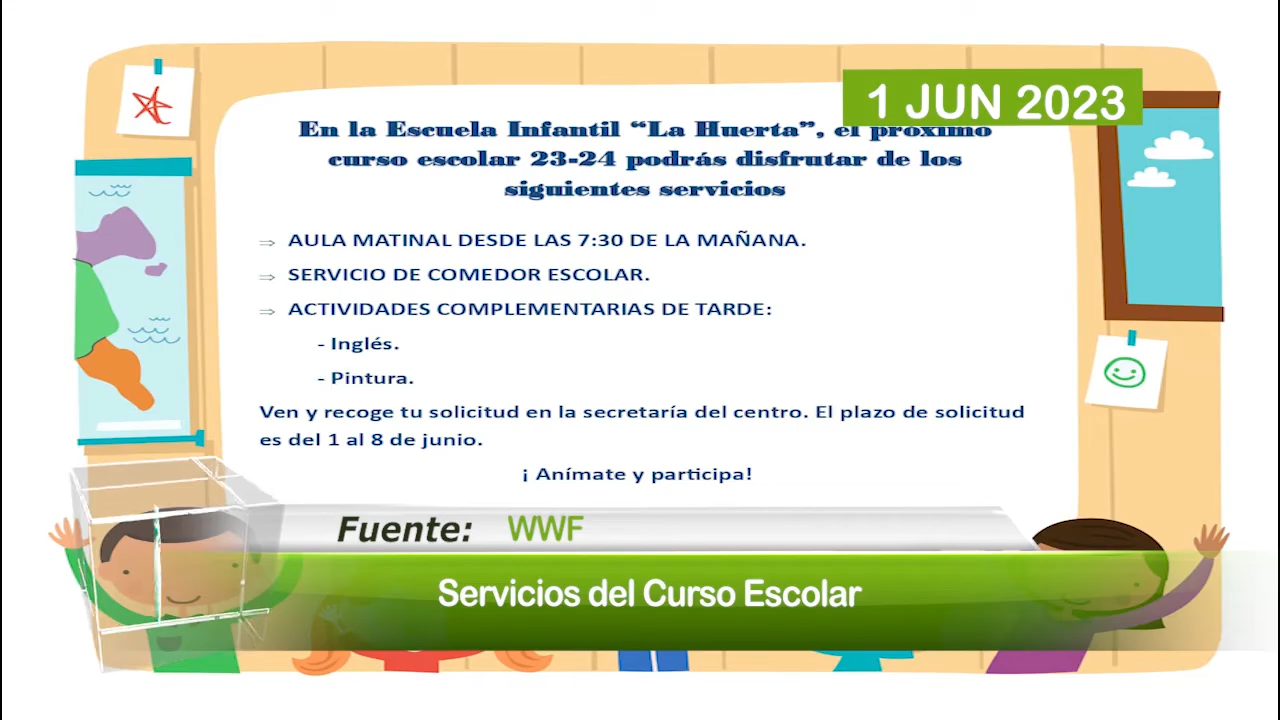 1 JUN 2023
En la Escuela Infantil “La Huerta”, el próximo
curso escolar 23-24 podrás disfrutar de los
siguientes servicios
⇒ AULA MATINAL DESDE LAS 7:30 DE LA MAÑANA.
⇒ SERVICIO DE COMEDOR ESCOLAR.
⇒ ACTIVIDADES COMPLEMENTARIAS DE TARDE:
- Inglés.
- Pintura.
Ven y recoge tu solicitud en la secretaría del centro. El plazo de solicitud
es del 1 al 8 de junio.
¡ Anímate y participa!
Fuente: WWF
Servicios del Curso Escolar